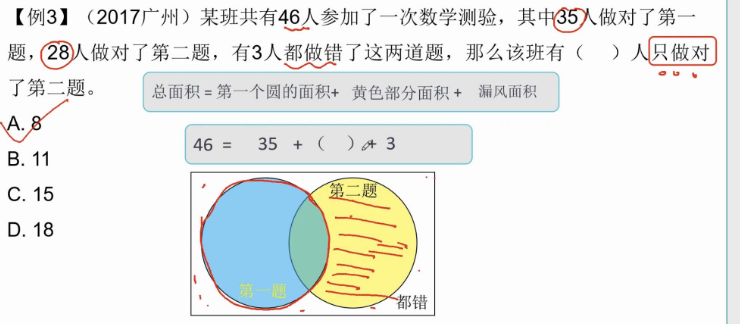 【例3】（2017广州）某班共有46人参加了一次数学测验，其中35人做对了第一
题，28人做对了第二题，有3人都做错了这两道题，那么该班有（ ）人只做对
了第二题。
总面积 = 第一个圆的面积+ 黄色部分面积 + 漏风面积
A. 8
46 = 35 + （ ） + 3
B. 11
C. 15
D. 18
第二题
第一题
都错